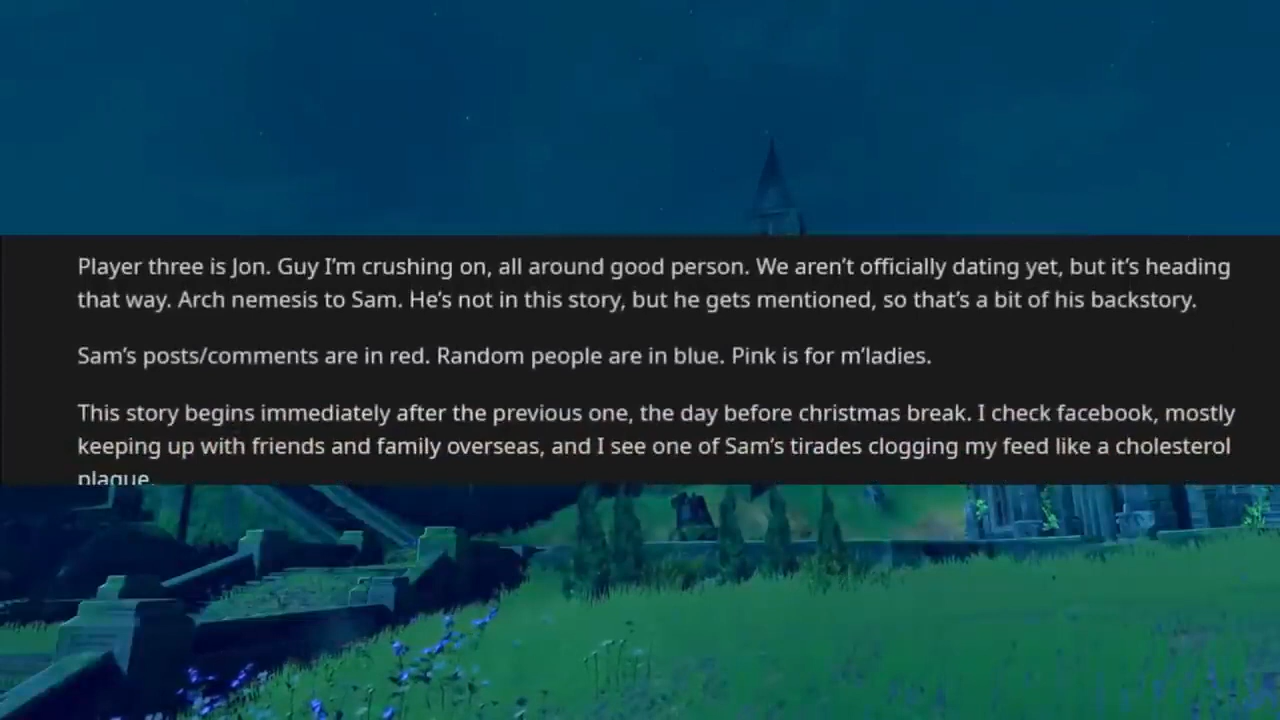 Player three is Jon. Guy I’m crushing on, all around good person. We aren’t officially dating yet, but it’s heading
that way. Arch nemesis to Sam. He’s not in this story, but he gets mentioned, so that’s a bit of his backstory.
Sam’s posts/comments are in red. Random people are in blue. Pink is for m’ladies.
This story begins immediately after the previous one, the day before christmas break. I check facebook, mostly
keeping up with friends and family overseas, and I see one of Sam’s tirades clogging my feed like a cholesterol
plaque.